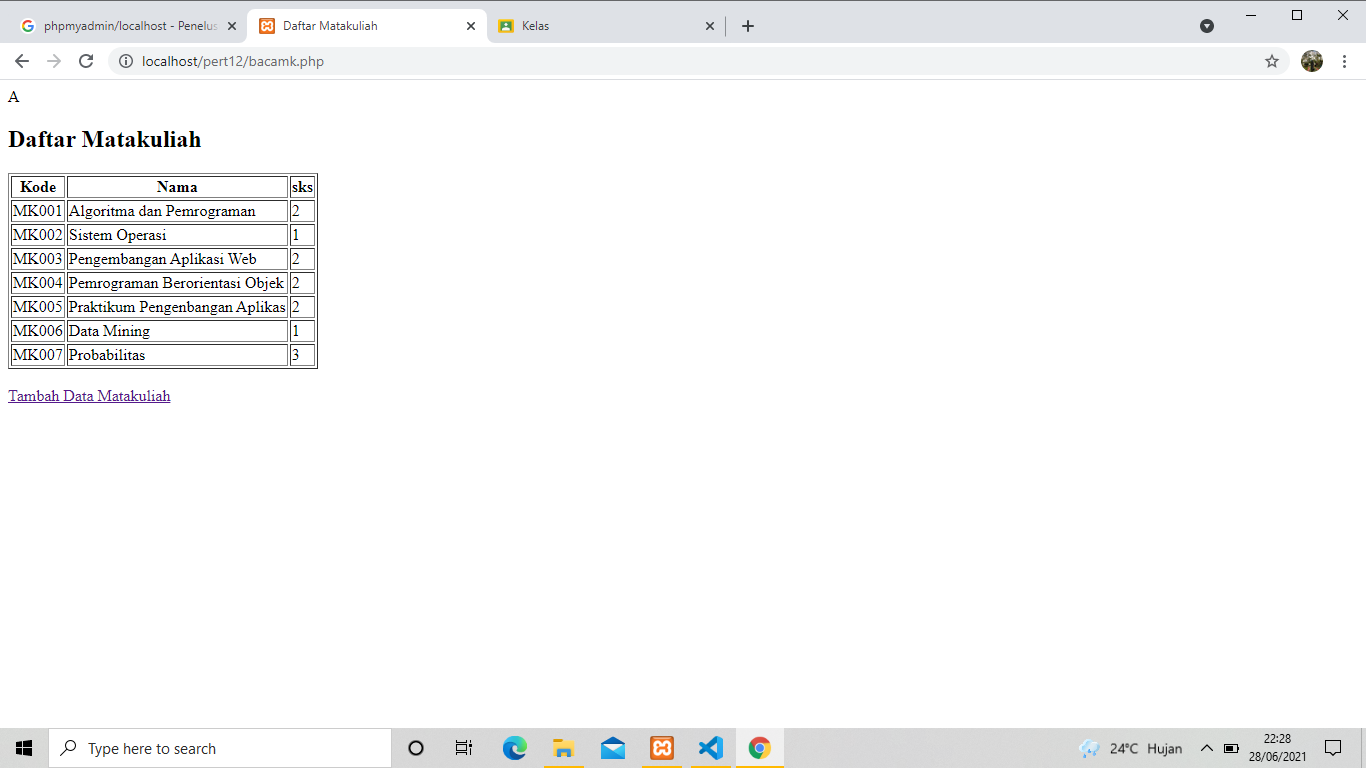 phpmyadmin/localhost - Penelus
Daftar Matakuliah
Kelas
localhost/pert12/bacamk.php
A
Daftar Matakuliah
Kode Nama sks
MK001 Algoritma dan Pemrograman 2
MK002 Sistem Operasi 1
MK003 Pengembangan Aplikasi Web 2
MK004 Pemrograman Berorientasi Objek 2
MK005 Praktikum Pengenbangan Aplikas 2
MK006 Data Mining 1
MK007 Probabilitas 3
Tambah Data Matakuliah
Type here to search
24°C Hujan
22:28
28/06/2021